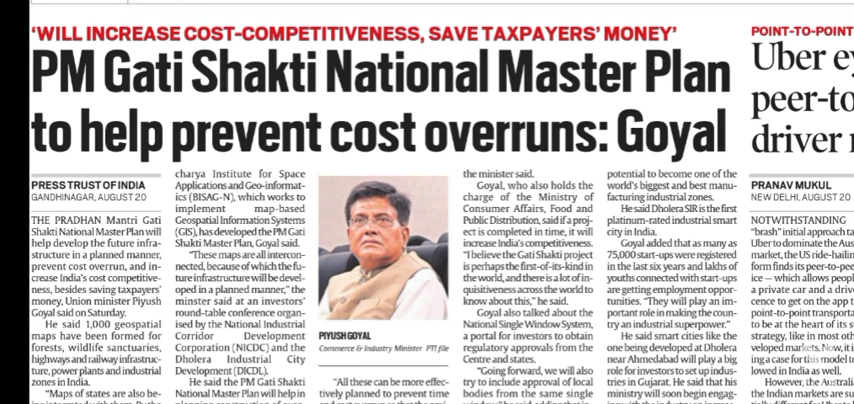 'WILL INCREASE COST-COMPETITIVENESS, SAVE TAXPAYERS' MONEY'
PM Gati Shakti National Master Plan
to help prevent cost overruns: Goyal
PRESS TRUST OF INDIA
GANDHINAGAR, AUGUST 20
THE PRADHAN Mantri Gati
Shakti National Master Plan will
help develop the future infra-
structure in a planned manner,
prevent cost overrun, and in-
crease India's cost competitive-
ness, besides saving taxpayers'
money, Union minister Piyush
Goyal said on Saturday.
He said 1,000 geospatial
maps have been formed for
forests, wildlife sanctuaries,
highways and railway infrastruc-
ture, power plants and industrial
zones in India.
"Maps of states are also be-
charya Institute for Space
Applications and Geo-informat-
ics (BISAG-N), which works to
implement map-based
Geospatial Information Systems
(GIS), has developed the PM Gati
Shakti Master Plan, Goyal said.
"These maps are all intercon-
nected, because of which the fu-
ture infrastructure will be devel-
oped in a planned manner," the
minster said at an investors'
round-table conference organ-
ised by the National Industrial
Corridor Development
Corporation (NICDC) and the
Dholera Industrial City
Development (DICDL).
He said the PM Gati Shakti
National Master Plan will help in
PIYUSH GOYAL
Commerce & Industry Minister PTI file
"All these can be more effec-
tively planned to prevent time
the minister said.
Goyal, who also holds the
charge of the Ministry of
Consumer Affairs, Food and
Public Distribution, said if a proj-
ect is completed in time, it will
increase India's competitiveness.
"I believe the Gati Shakti project
is perhaps the first-of-its-kind in
the world, and there is a lot of in-
quisitiveness across the world to
know about this," he said.
Goyal also talked about the
National Single Window System,
a portal for investors to obtain
regulatory approvals from the
Centre and states.
"Going forward, we will also
try to include approval of local
bodies from the same single
potential to become one of the
world's biggest and best manu-
facturing industrial zones.
He said Dholera SIR is the first
platinum-rated industrial smart
city in India.
Goyal added that as many as
75,000 start-ups were registered
in the last six years and lakhs of
youths connected with start-ups
are getting employment oppor-
tunities. "They will play an im-
portant role in making the coun-
try an industrial superpower."
He said smart cities like the
one being developed at Dholera
near Ahmedabad will play a big
role for investors to set up indus-
tries in Gujarat. He said that his
ministry will soon begin engag-
POINT-TO-POINT
Uber ey
peer-to
driver
PRANAV MUKUL
NEW DELHI, AUGUST 20
NOTWITHSTANDING
"brash" initial approach ta
Uber to dominate the Aus
market, the US ride-hailin
form finds its peer-to-pee
ice — which allows peopl
a private car and a driv
cence to get on the app t
point-to-point transporta
to be at the heart of its s
strategy, like in most oth
veloped markets. Now, it i
ing a case for this model to
lowed in India as well.
However, the Australia
the Indian markets are su